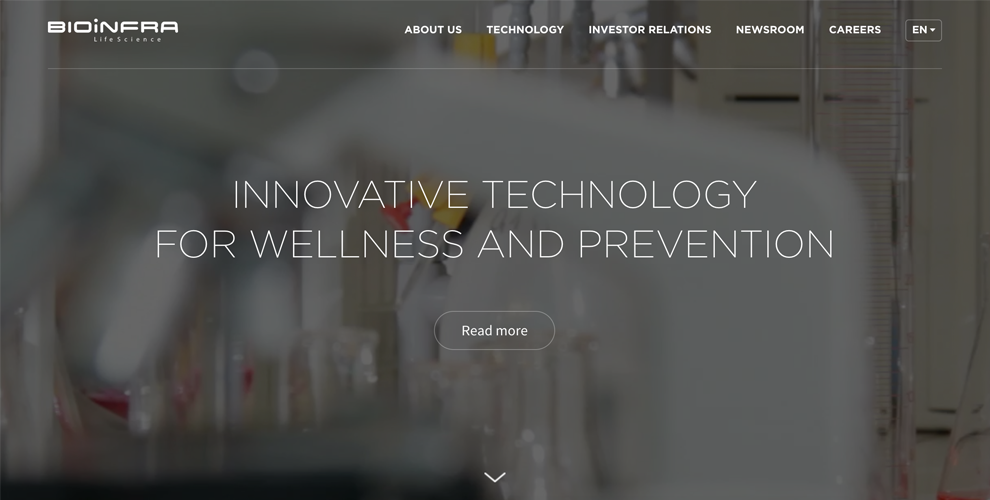 BIOiNFRA
LifeScience
ABOUT US
TECHNOLOGY
INVESTOR RELATIONS
NEWSROOM
CAREERS
EN
INNOVATIVE TECHNOLOGY
FOR WELLNESS AND PREVENTION
Read more